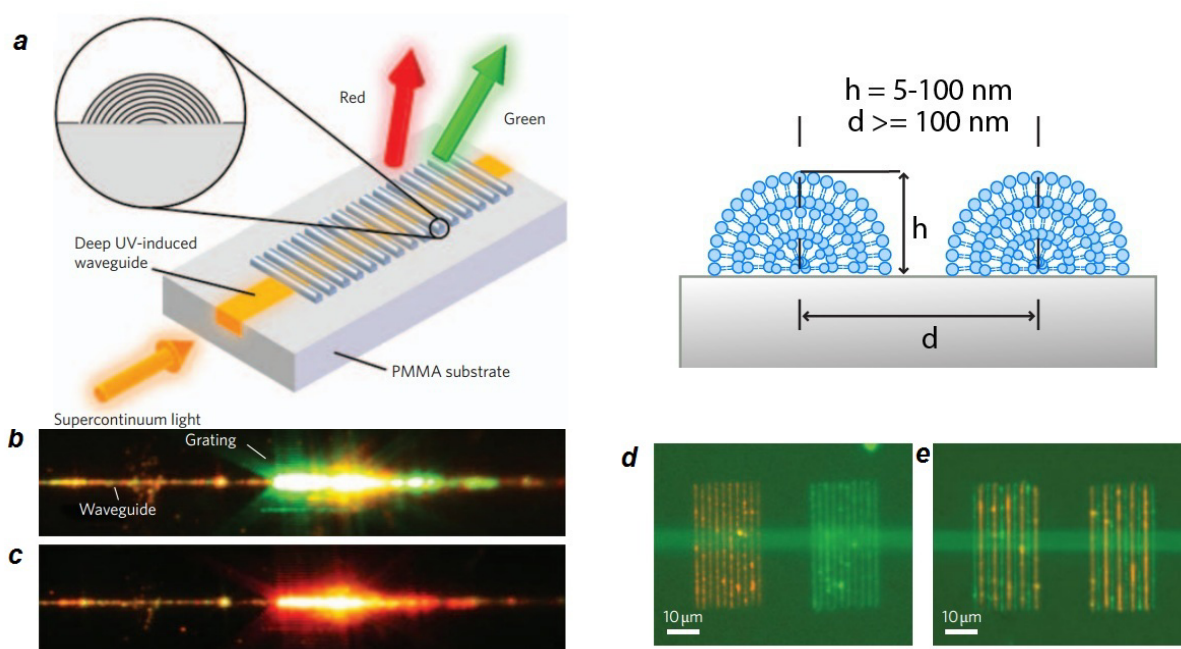 a
Red
Green
Deep UV-induced
waveguide
PMMA substrate
Supercontinuum light
h = 5-100 nm
d >= 100 nm
h
d
b
Grating
Waveguide
c
d
10 µm
e
10 µm